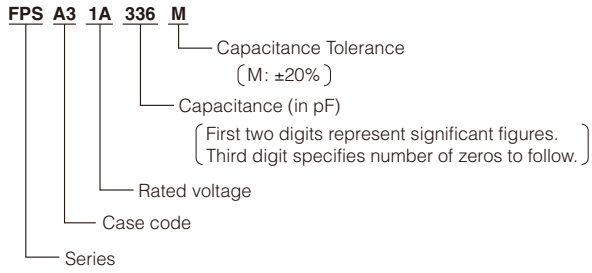 FPS A3 1A 336 M
Capacitance Tolerance
(M: ±20%)
Capacitance (in pF)
First two digits represent significant figures.
Third digit specifies number of zeros to follow.
Rated voltage
Case code
Series